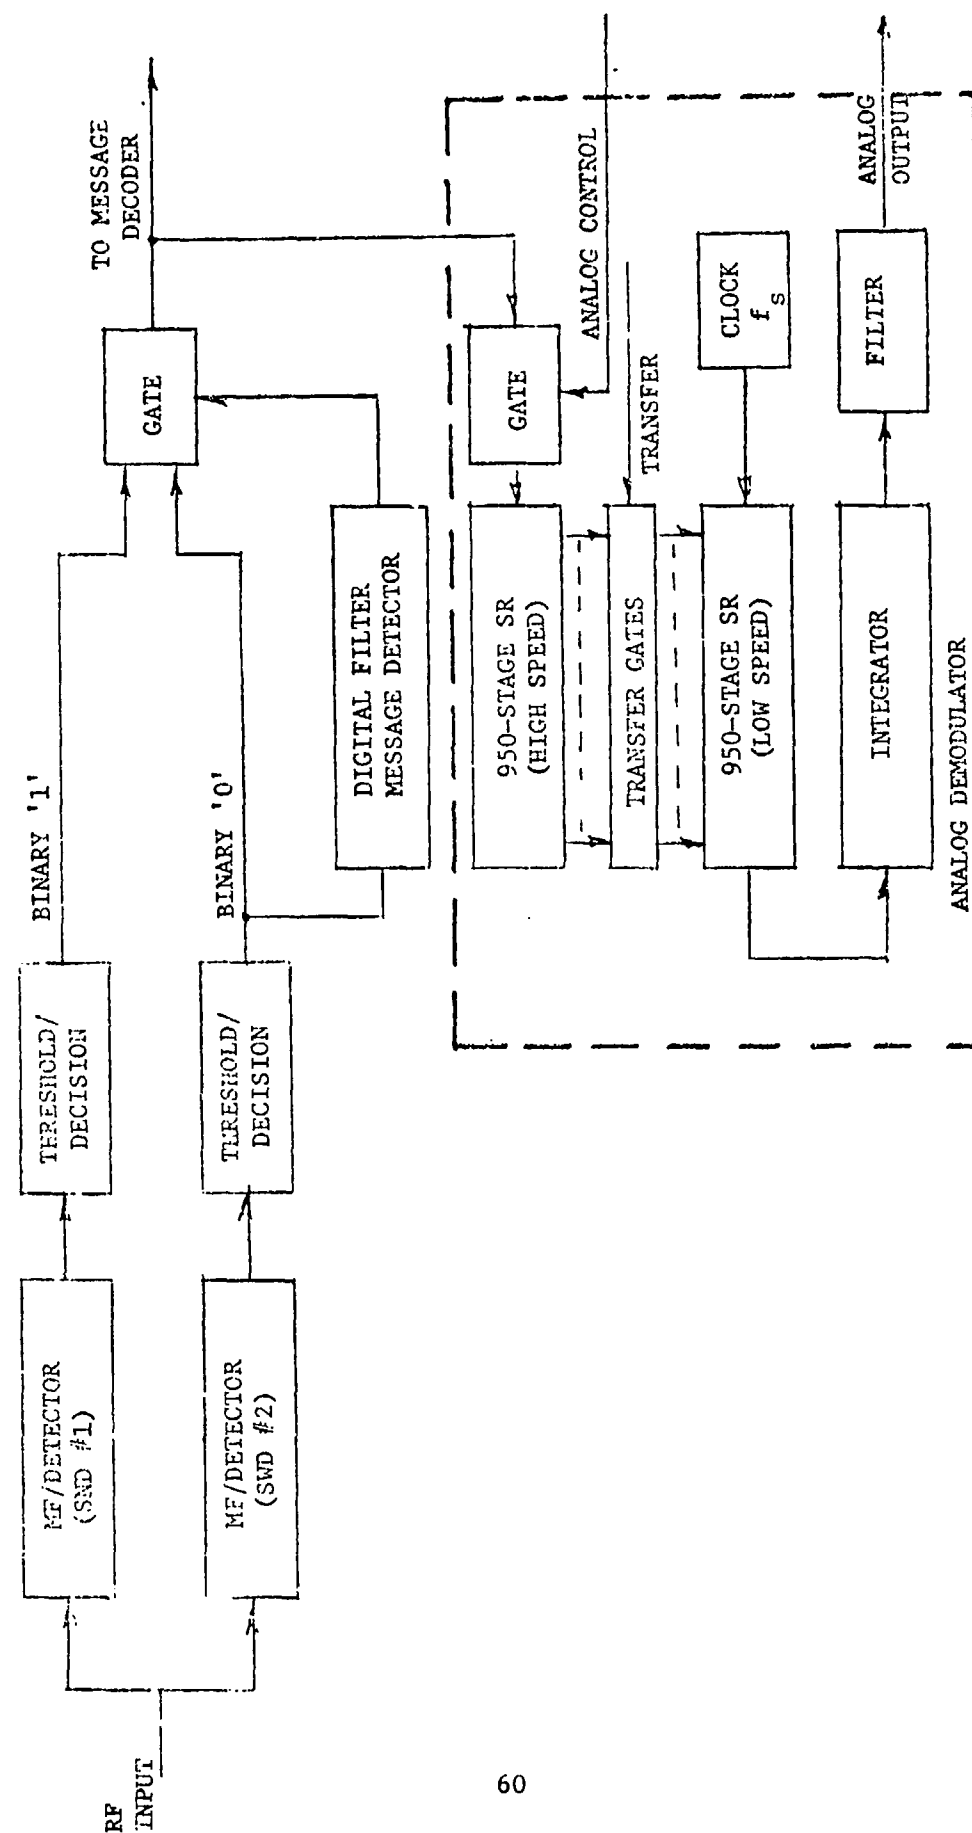 RF
INPUT
MF/DETECTOR
(SWD #1)
MF/DETECTOR
(SWD #2)
THRESHOLD/
DECISION
THRESHOLD/
DECISION
BINARY '1'
BINARY '0'
DIGITAL FILTER
MESSAGE DETECTOR
GATE
TO MESSAGE
DECODER
GATE
ANALOG CONTROL
950-STAGE SR
(HIGH SPEED)
TRANSFER GATES
TRANSFER
950-STAGE SR
(LOW SPEED)
CLOCK
f s
INTEGRATOR
FILTER
ANALOG
OUTPUT
ANALOG DEMODULATOR
60